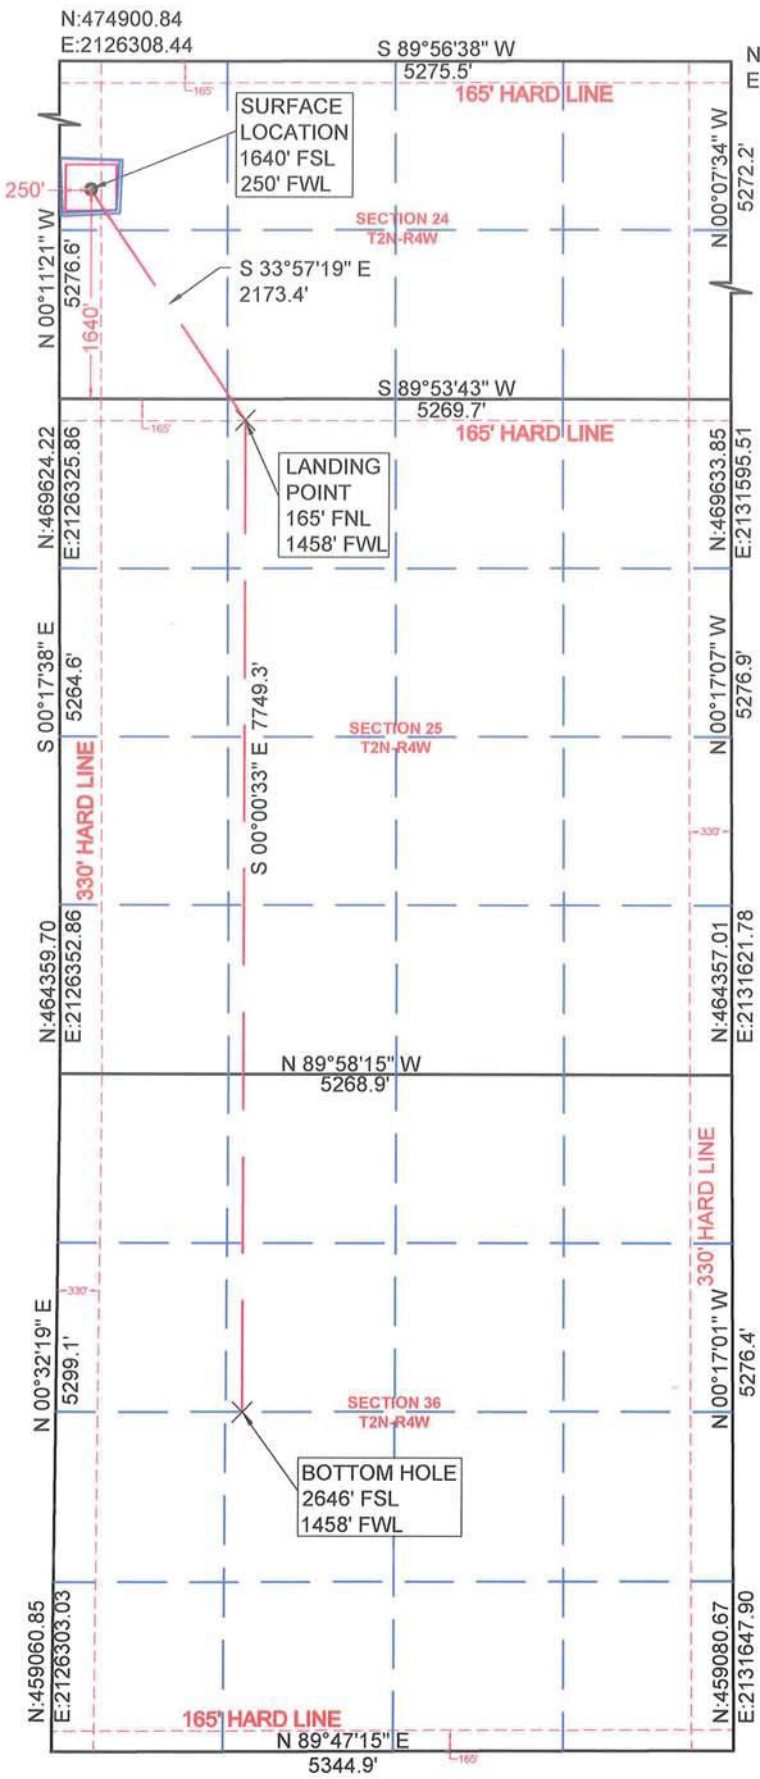 N:474900.84
E:2126308.44
S 89°56'38" W
5275.5'
N
E
165'
165' HARD LINE
SURFACE
LOCATION
1640' FSL
250' FWL
250'
N 00°07'34" W
5272.2'
SECTION 24
T2N-R4W
N 00°11'21" W
5276.6'
1640'
S 33°57'19" E
2173.4'
S 89°53'43" W
5269.7'
165'
165' HARD LINE
N:469624.22
E:2126325.86
LANDING
POINT
165' FNL
1458' FWL
N:469633.85
E:2131595.51
S 00°17'38" E
5264.6'
S 00°00'33" E 7749.3'
SECTION 25
T2N-R4W
N 00°17'07" W
5276.9'
330' HARD LINE
330'
N:464359.70
E:2126352.86
N:464357.01
E:2131621.78
N 89°58'15" W
5268.9'
330' HARD LINE
330'
N 00°32'19" E
5299.1'
SECTION 36
T2N-R4W
N 00°17'01" W
5276.4'
BOTTOM HOLE
2646' FSL
1458' FWL
N:459060.85
E:2126303.03
N:459080.67
E:2131647.90
165' HARD LINE
N 89°47'15" E
5344.9'
165'